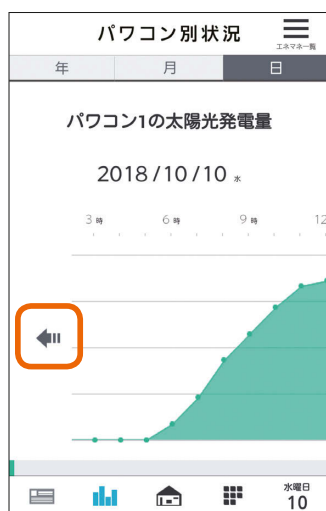 パワコン別状況
エネマネ一覧
年 月 日
パワコン1の太陽光発電量
2018/10/10 水
3時 6時 9時 12
水曜日
10